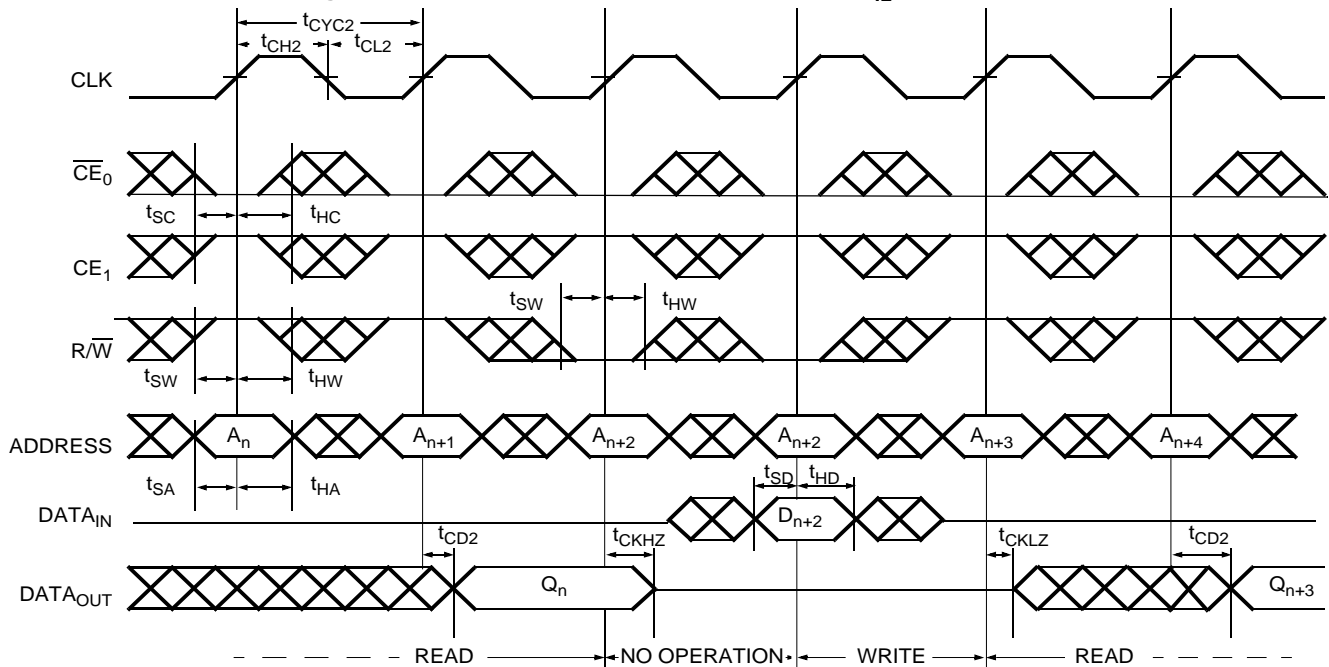 tCYC2
tCH2 tCL2
CLK
CE0
tSC tHC
CE1
tSW tHW
R/W
tSW tHW
ADDRESS An An+1 An+2 An+2 An+3 An+4
tSA tHA tSD tHD
DATAIN Dn+2
tCD2 tCKHZ tCKLZ tCD2
DATAOUT Qn Qn+3
READ NO OPERATION WRITE READ